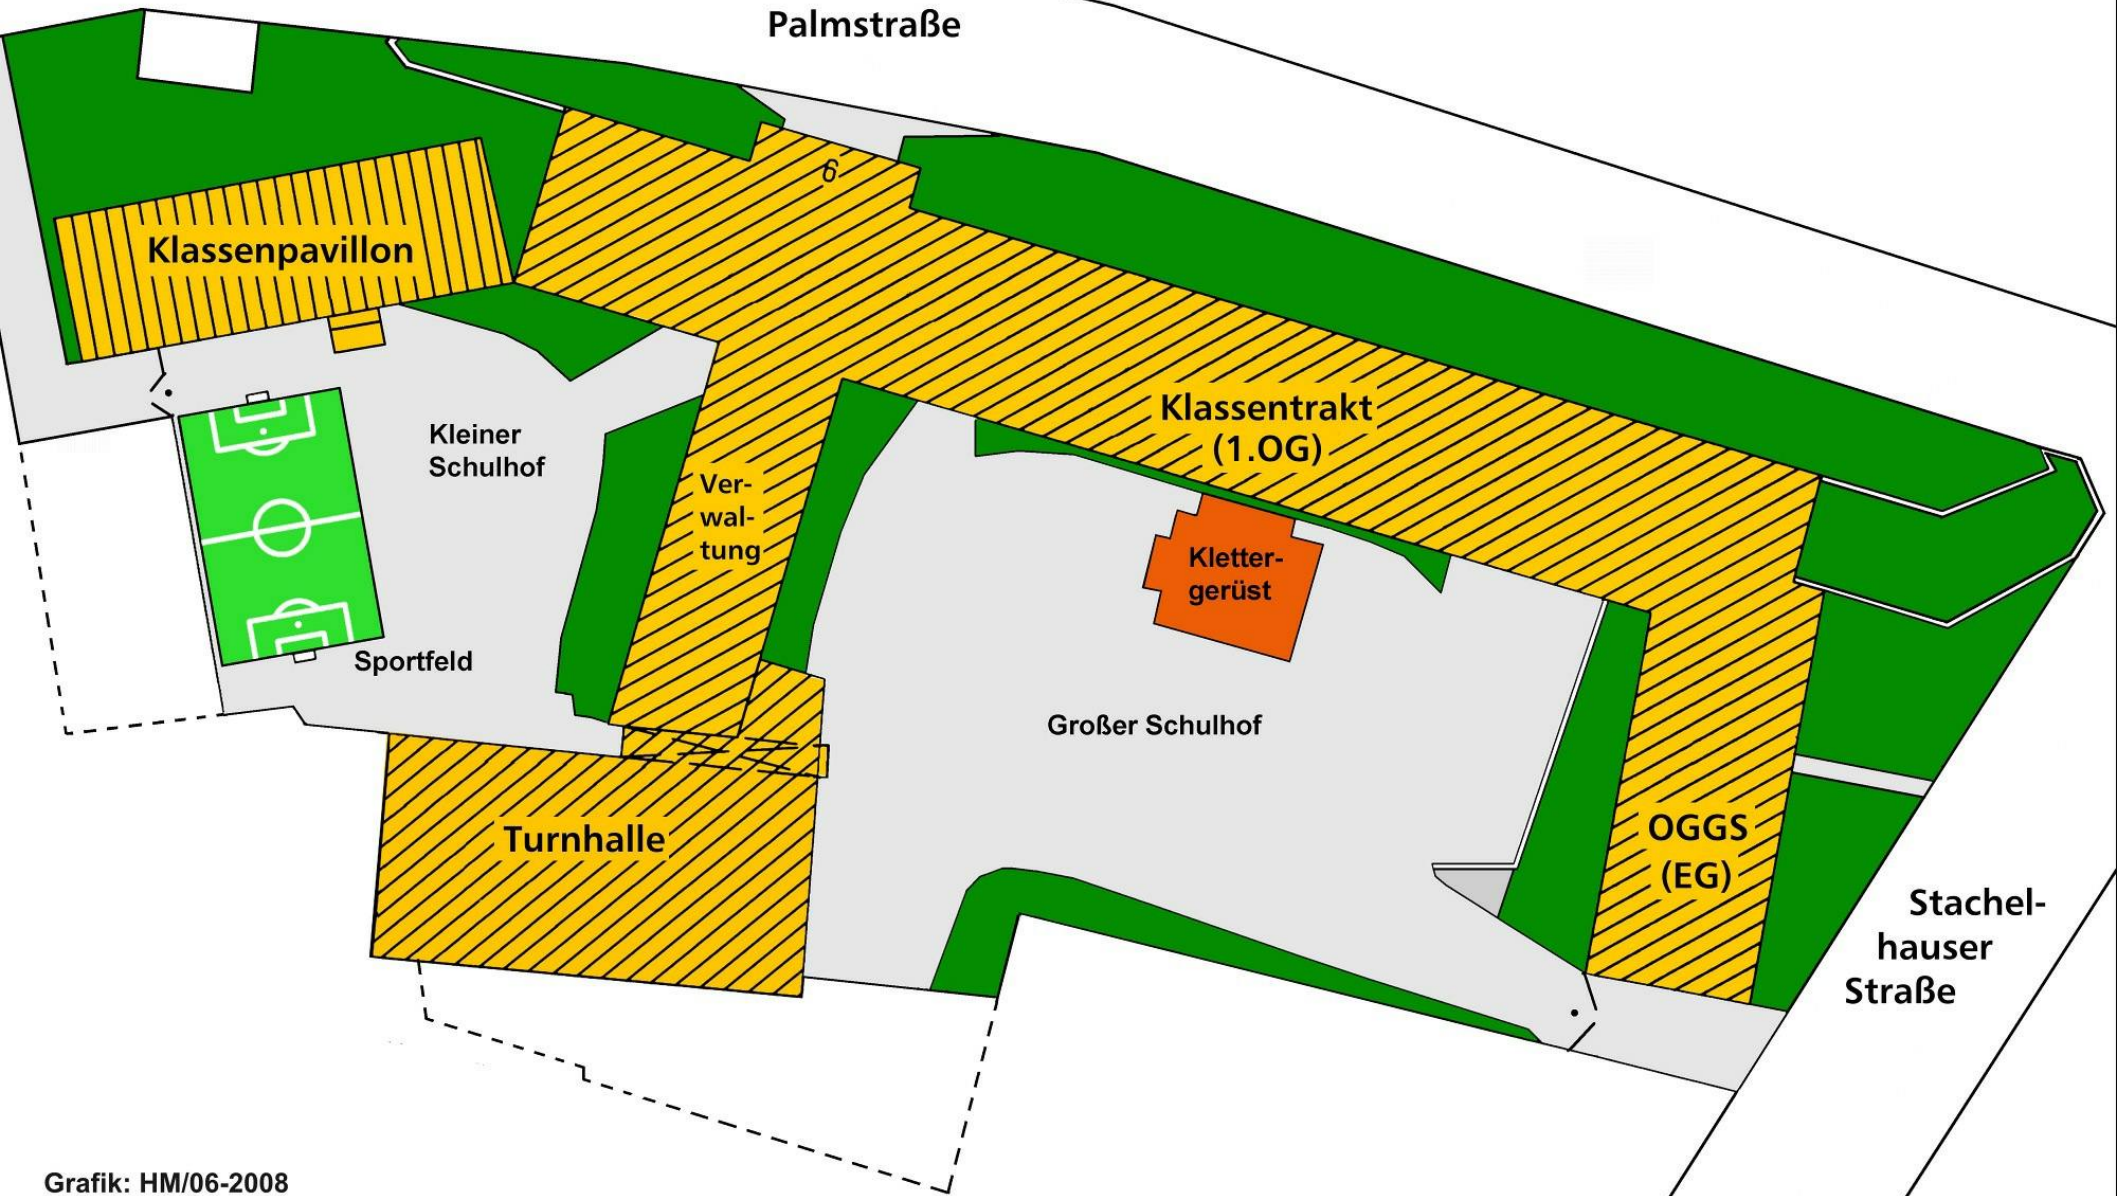 Palmstraße
6
Klassenpavillon
Klassentrakt
(1.OG)
Kleiner
Schulhof
Ver-
wal-
tung
Kletter-
gerüst
Sportfeld
Großer Schulhof
Turnhalle
OGGS
(EG)
Stachel-
hauser
Straße
Grafik: HM/06-2008